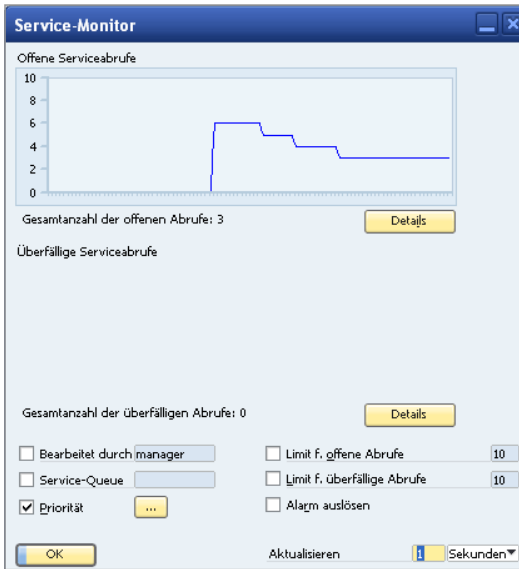 Service-Monitor
Offene Serviceabrufe
10
8
6
4
2
0
Gesamtanzahl der offenen Abrufe: 3
Details
Überfällige Serviceabrufe
Gesamtanzahl der überfälligen Abrufe: 0
Details
Bearbeitet durch manager
Limit f. offene Abrufe 10
Service-Queue
Limit f. überfällige Abrufe 10
Priorität ...
Alarm auslösen
OK
Aktualisieren 1 Sekunden